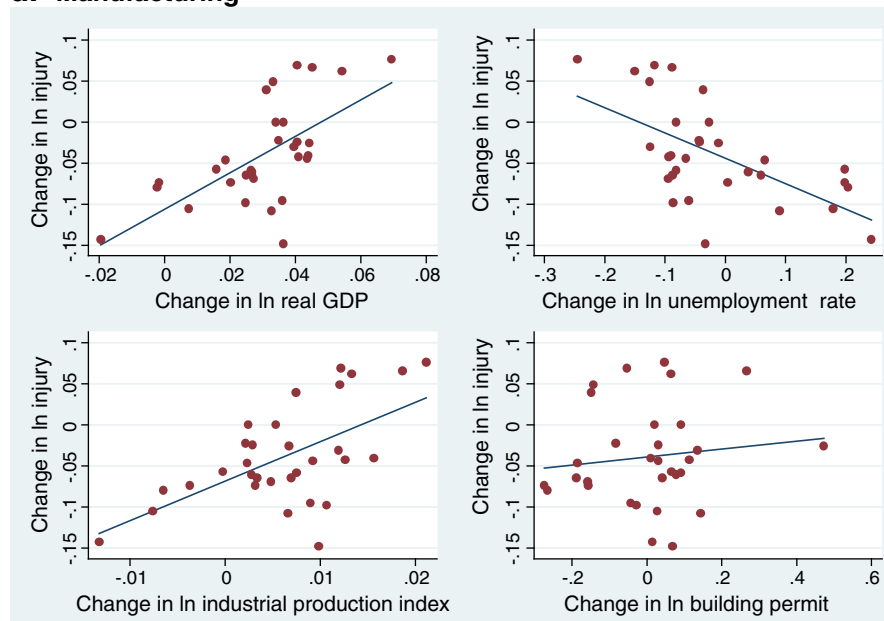 a. Manufacturing
Change in ln injury
.1
.05
0
-.05
-.1
-.15
-.02 0 .02 .04 .06 .08
Change in ln real GDP
Change in ln injury
.1
.05
0
-.05
-.1
-.15
-.3 -.2 -.1 0 .1 .2
Change in ln unemployment rate
Change in ln injury
.1
.05
0
-.05
-.1
-.15
-.01 0 .01 .02
Change in ln industrial production index
Change in ln injury
.1
.05
0
-.05
-.1
-.15
-.2 0 .2 .4 .6
Change in ln building permit